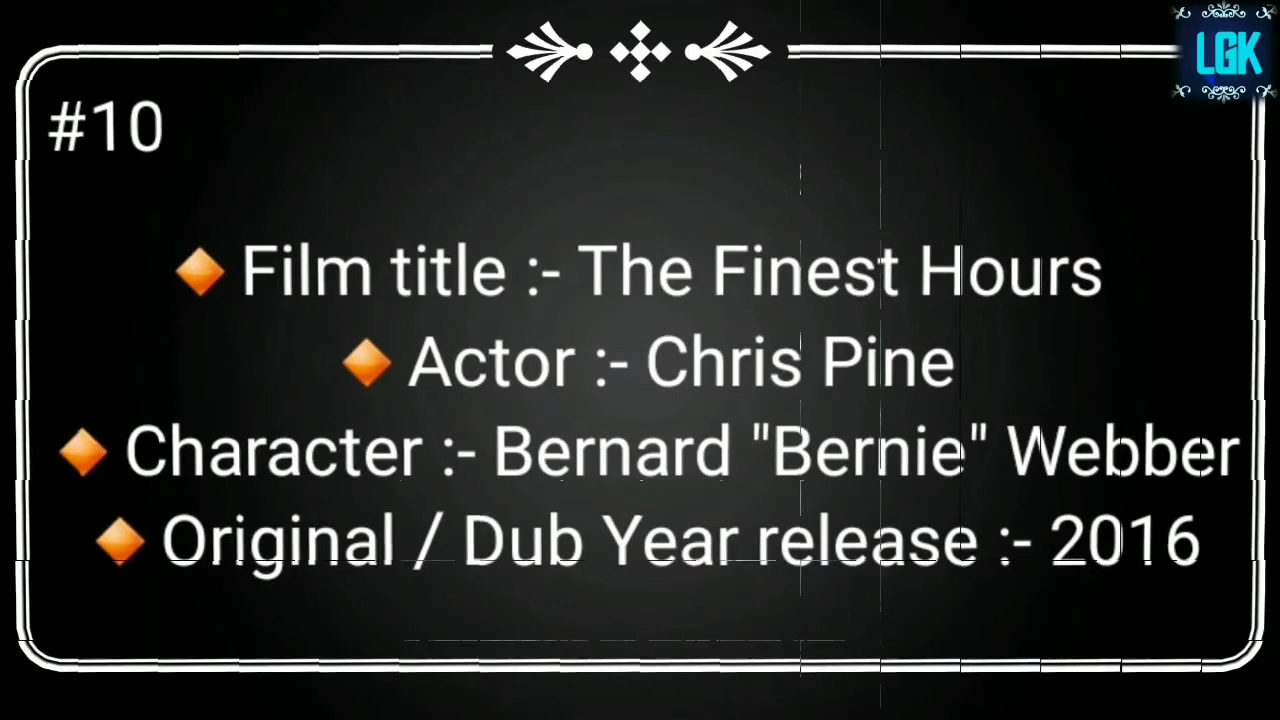 LGK
#10
🔸 Film title :- The Finest Hours
🔸 Actor :- Chris Pine
🔸 Character :- Bernard "Bernie" Webber
🔸 Original / Dub Year release :- 2016